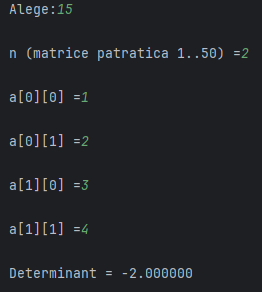 Alege:15
n (matrice patratica 1..50) =2
a[0][0] =1
a[0][1] =2
a[1][0] =3
a[1][1] =4
Determinant = -2.000000